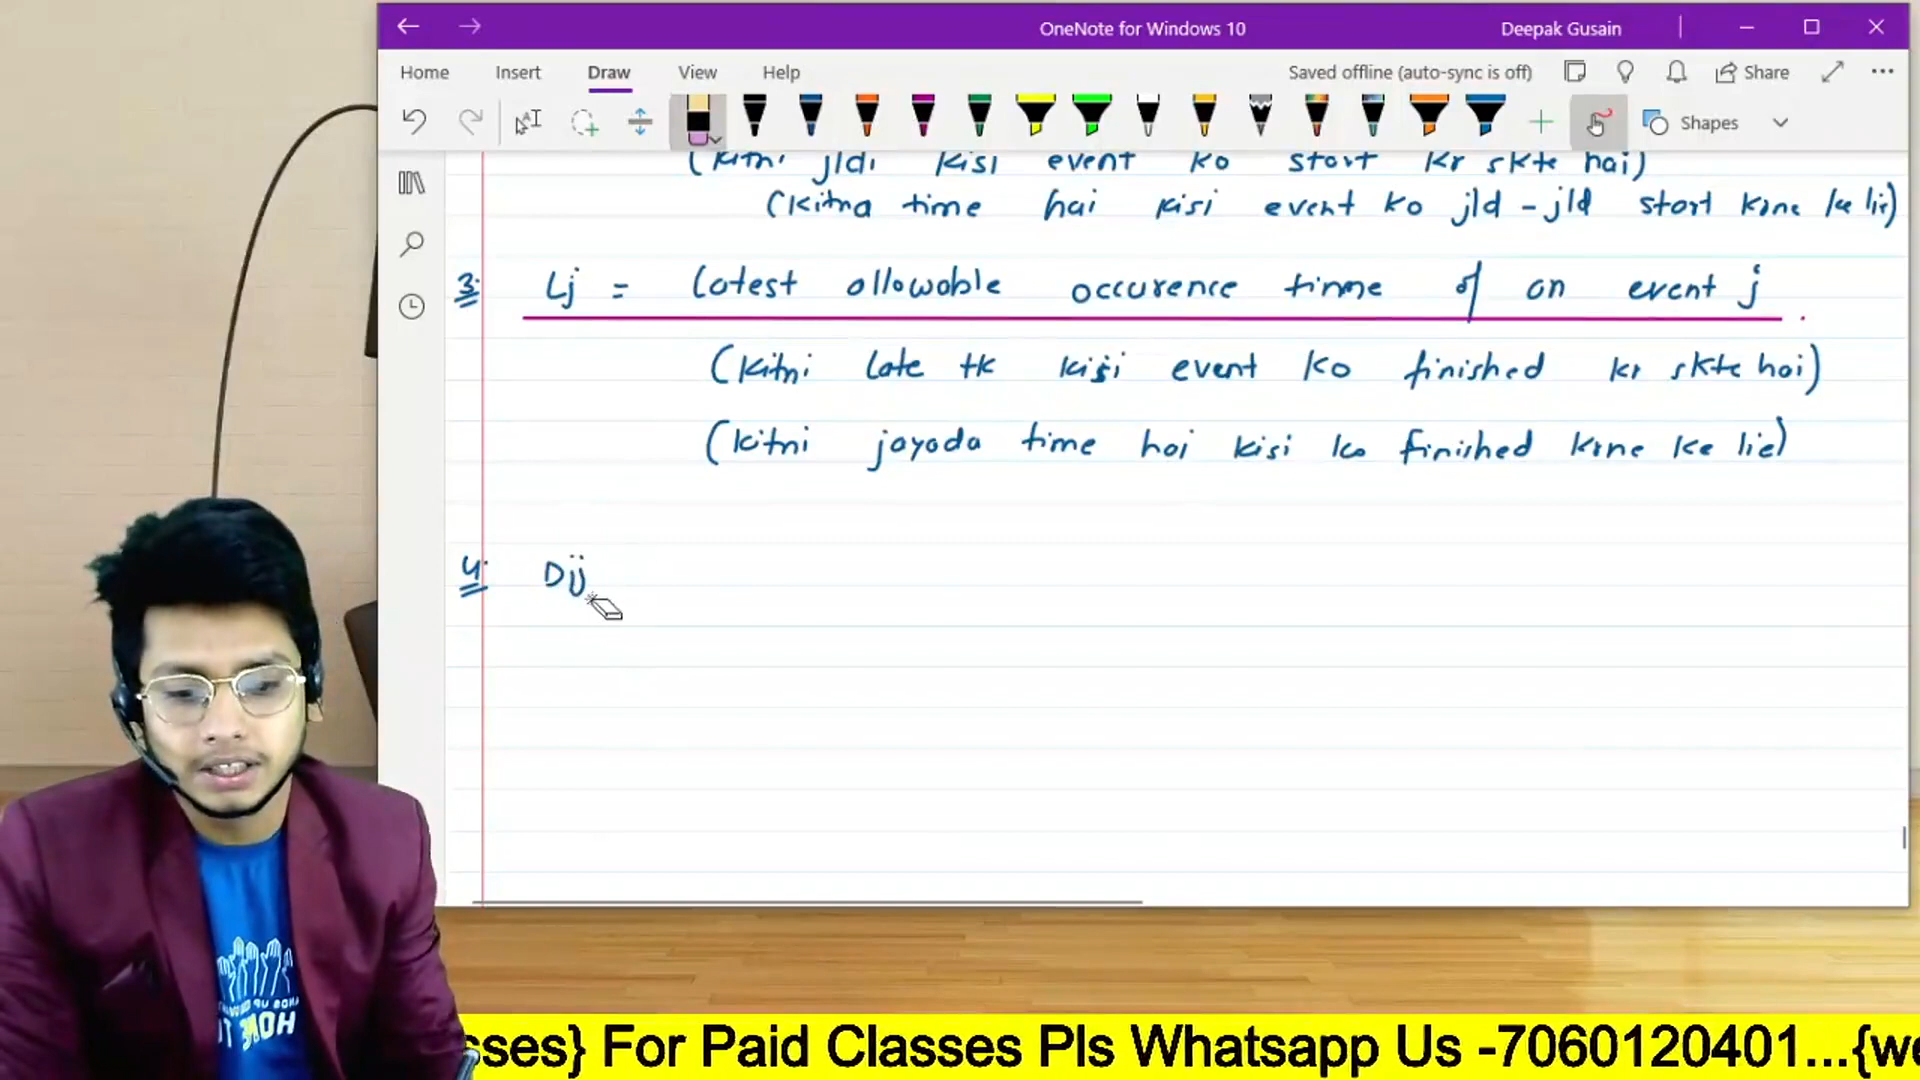 OneNote for Windows 10
Deepak Gusain
Home Insert Draw View Help
Saved offline (auto-sync is off)
Share
Shapes
(kitni jldi kisi event ko start kr skte hai)
(kitna time hai kisi event ko jld - jld start krne ke lie)
3. Lj = latest allowable occurence time of an event j.
(kitni late tk kisi event ko finished kr skte hai)
(kitni jayada time hai kisi ko finished krne ke lie)
4. Dij
HOME
sses} For Paid Classes Pls Whatsapp Us -7060120401...{we